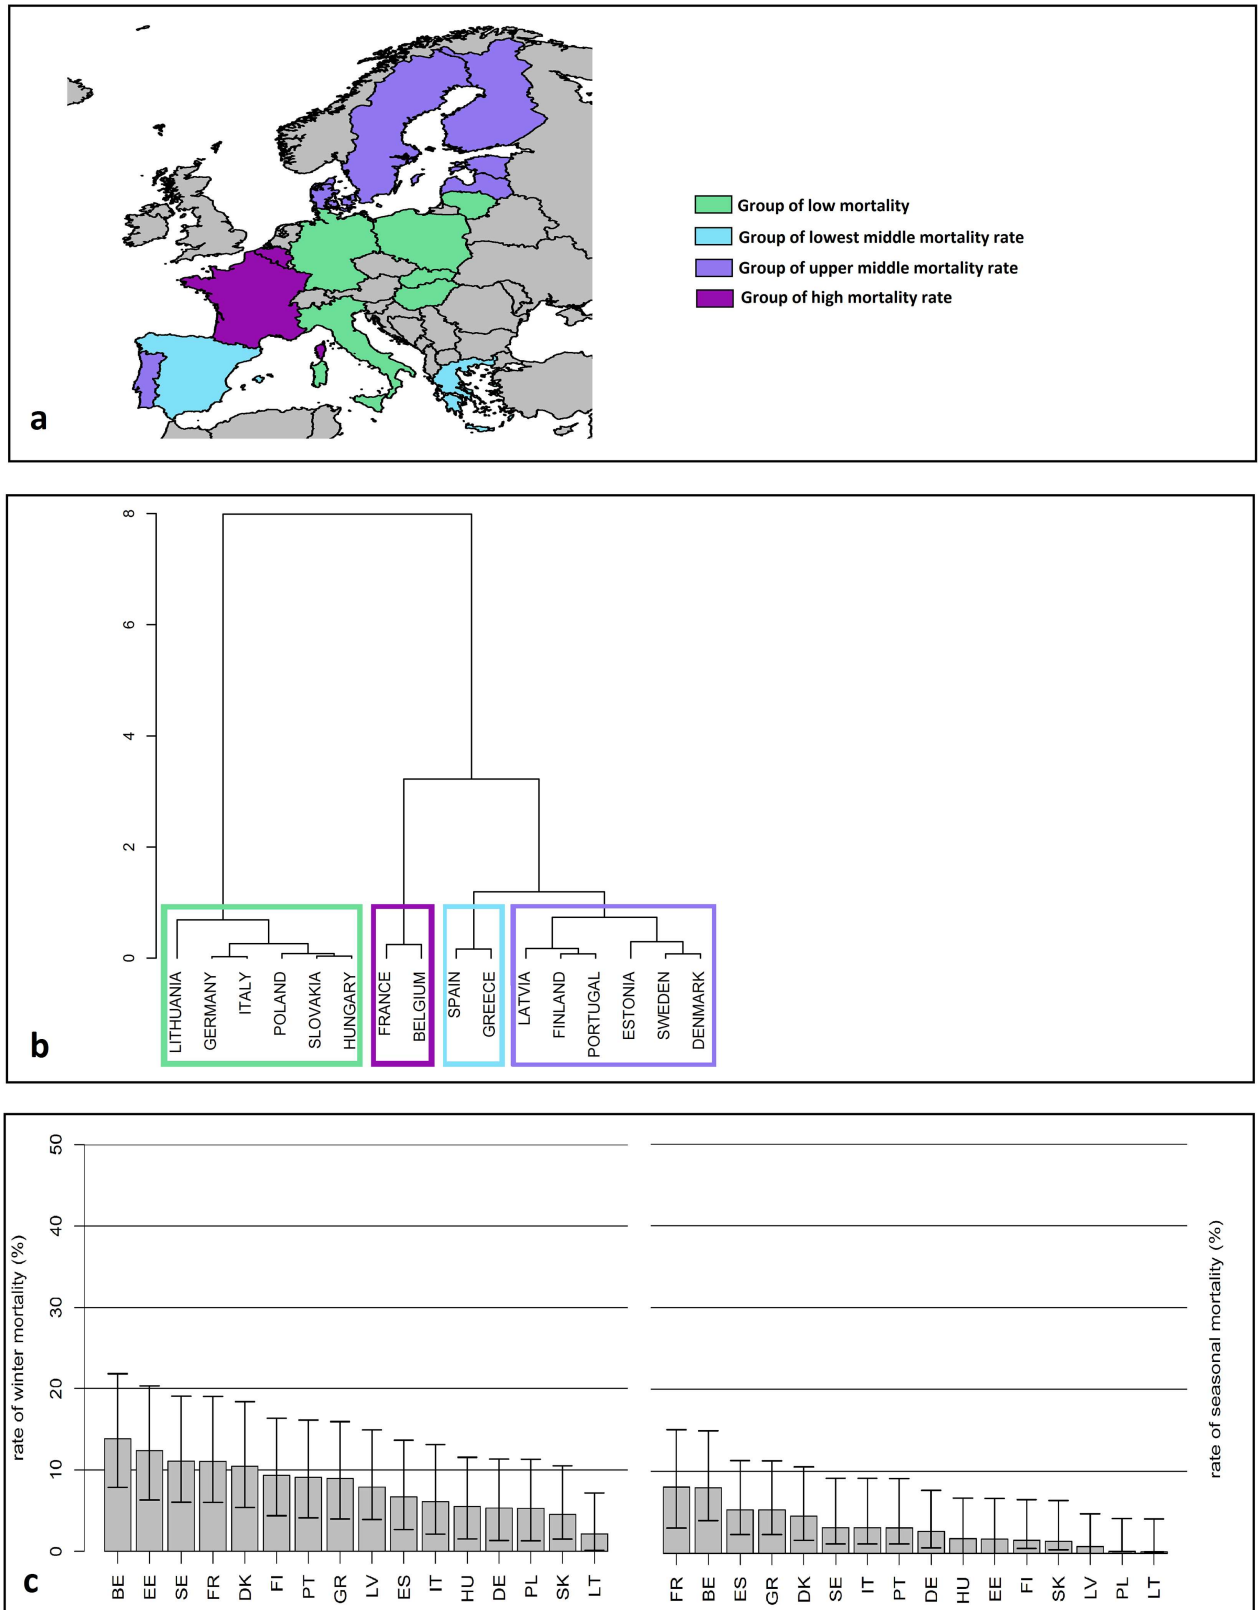 Group of low mortality
Group of lowest middle mortality rate
Group of upper middle mortality rate
Group of high mortality rate
a
8
6
4
2
0
LITHUANIA
GERMANY
ITALY
POLAND
SLOVAKIA
HUNGARY
FRANCE
BELGIUM
SPAIN
GREECE
LATVIA
FINLAND
PORTUGAL
ESTONIA
SWEDEN
DENMARK
b
rate of winter mortality (%)
50
40
30
20
10
0
BE
EE
SE
FR
DK
FI
PT
GR
LV
ES
IT
HU
DE
PL
SK
LT
FR
BE
ES
GR
DK
SE
IT
PT
DE
HU
EE
FI
SK
LV
PL
LT
rate of seasonal mortality (%)
c